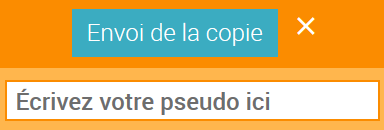 Envoi de la copie ×
Écrivez votre pseudo ici